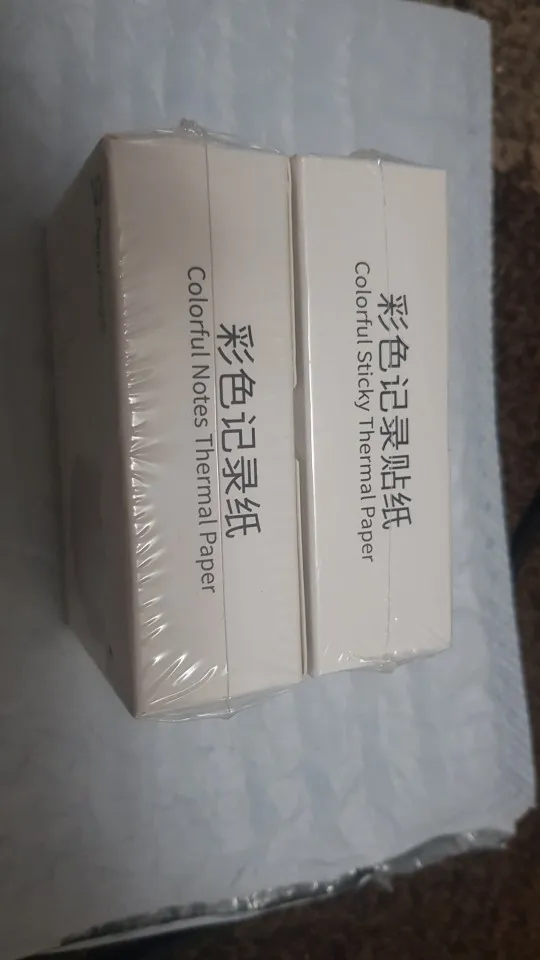 彩色记录贴纸
Colorful Sticky Thermal Paper
彩色记录纸
Colorful Notes Thermal Paper